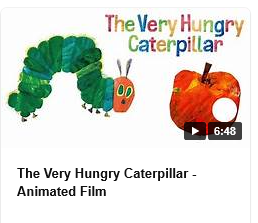 The Very Hungry
Caterpillar
6:48
The Very Hungry Caterpillar -
Animated Film